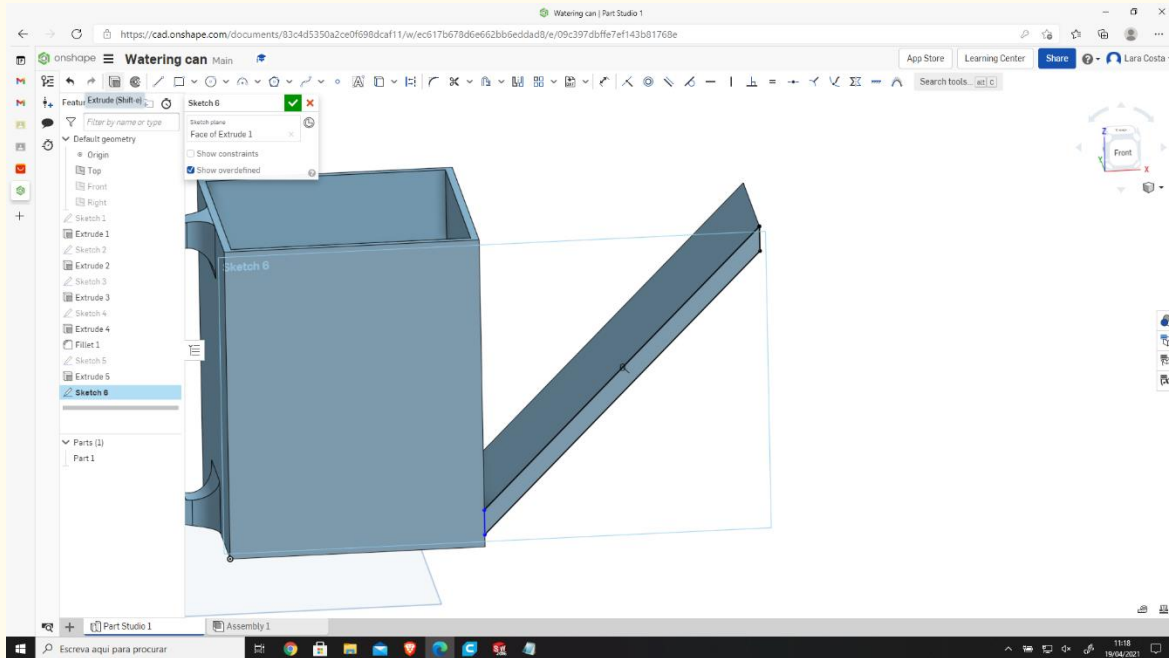 Watering can | Part Studio 1
https://cad.onshape.com/documents/83c4d5350a2ce0f698dcaf11/w/ec617b678d6e662bb6eddad8/e/09c397dbffe7ef143b81768e
onshape Watering can Main App Store Learning Center Share Lara Costa
Search tools... alt C
Extrude (Shift-e)
Sketch 6
Filter by name or type
Sketch plane
Face of Extrude 1
Default geometry
Show constraints
Origin
Show overdefined
Top
Front
Right
Sketch 1
Extrude 1
Sketch 2
Extrude 2
Sketch 3
Extrude 3
Sketch 4
Extrude 4
Fillet 1
Sketch 5
Extrude 5
Sketch 6
Parts (1)
Part 1
Sketch 6
Z
Front
Y
X
Part Studio 1 Assembly 1
Escreva aqui para procurar
11:18
19/04/2021